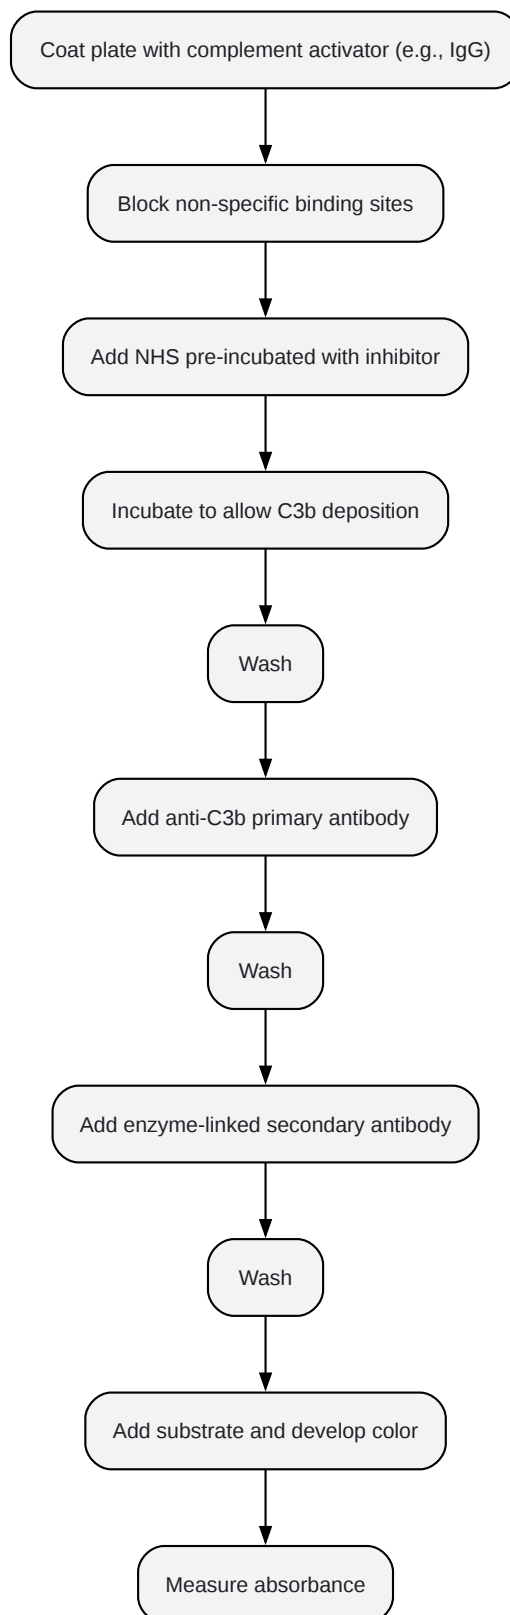 Coat plate with complement activator (e.g., IgG)
Block non-specific binding sites
Add NHS pre-incubated with inhibitor
Incubate to allow C3b deposition
Wash
Add anti-C3b primary antibody
Wash
Add enzyme-linked secondary antibody
Wash
Add substrate and develop color
Measure absorbance